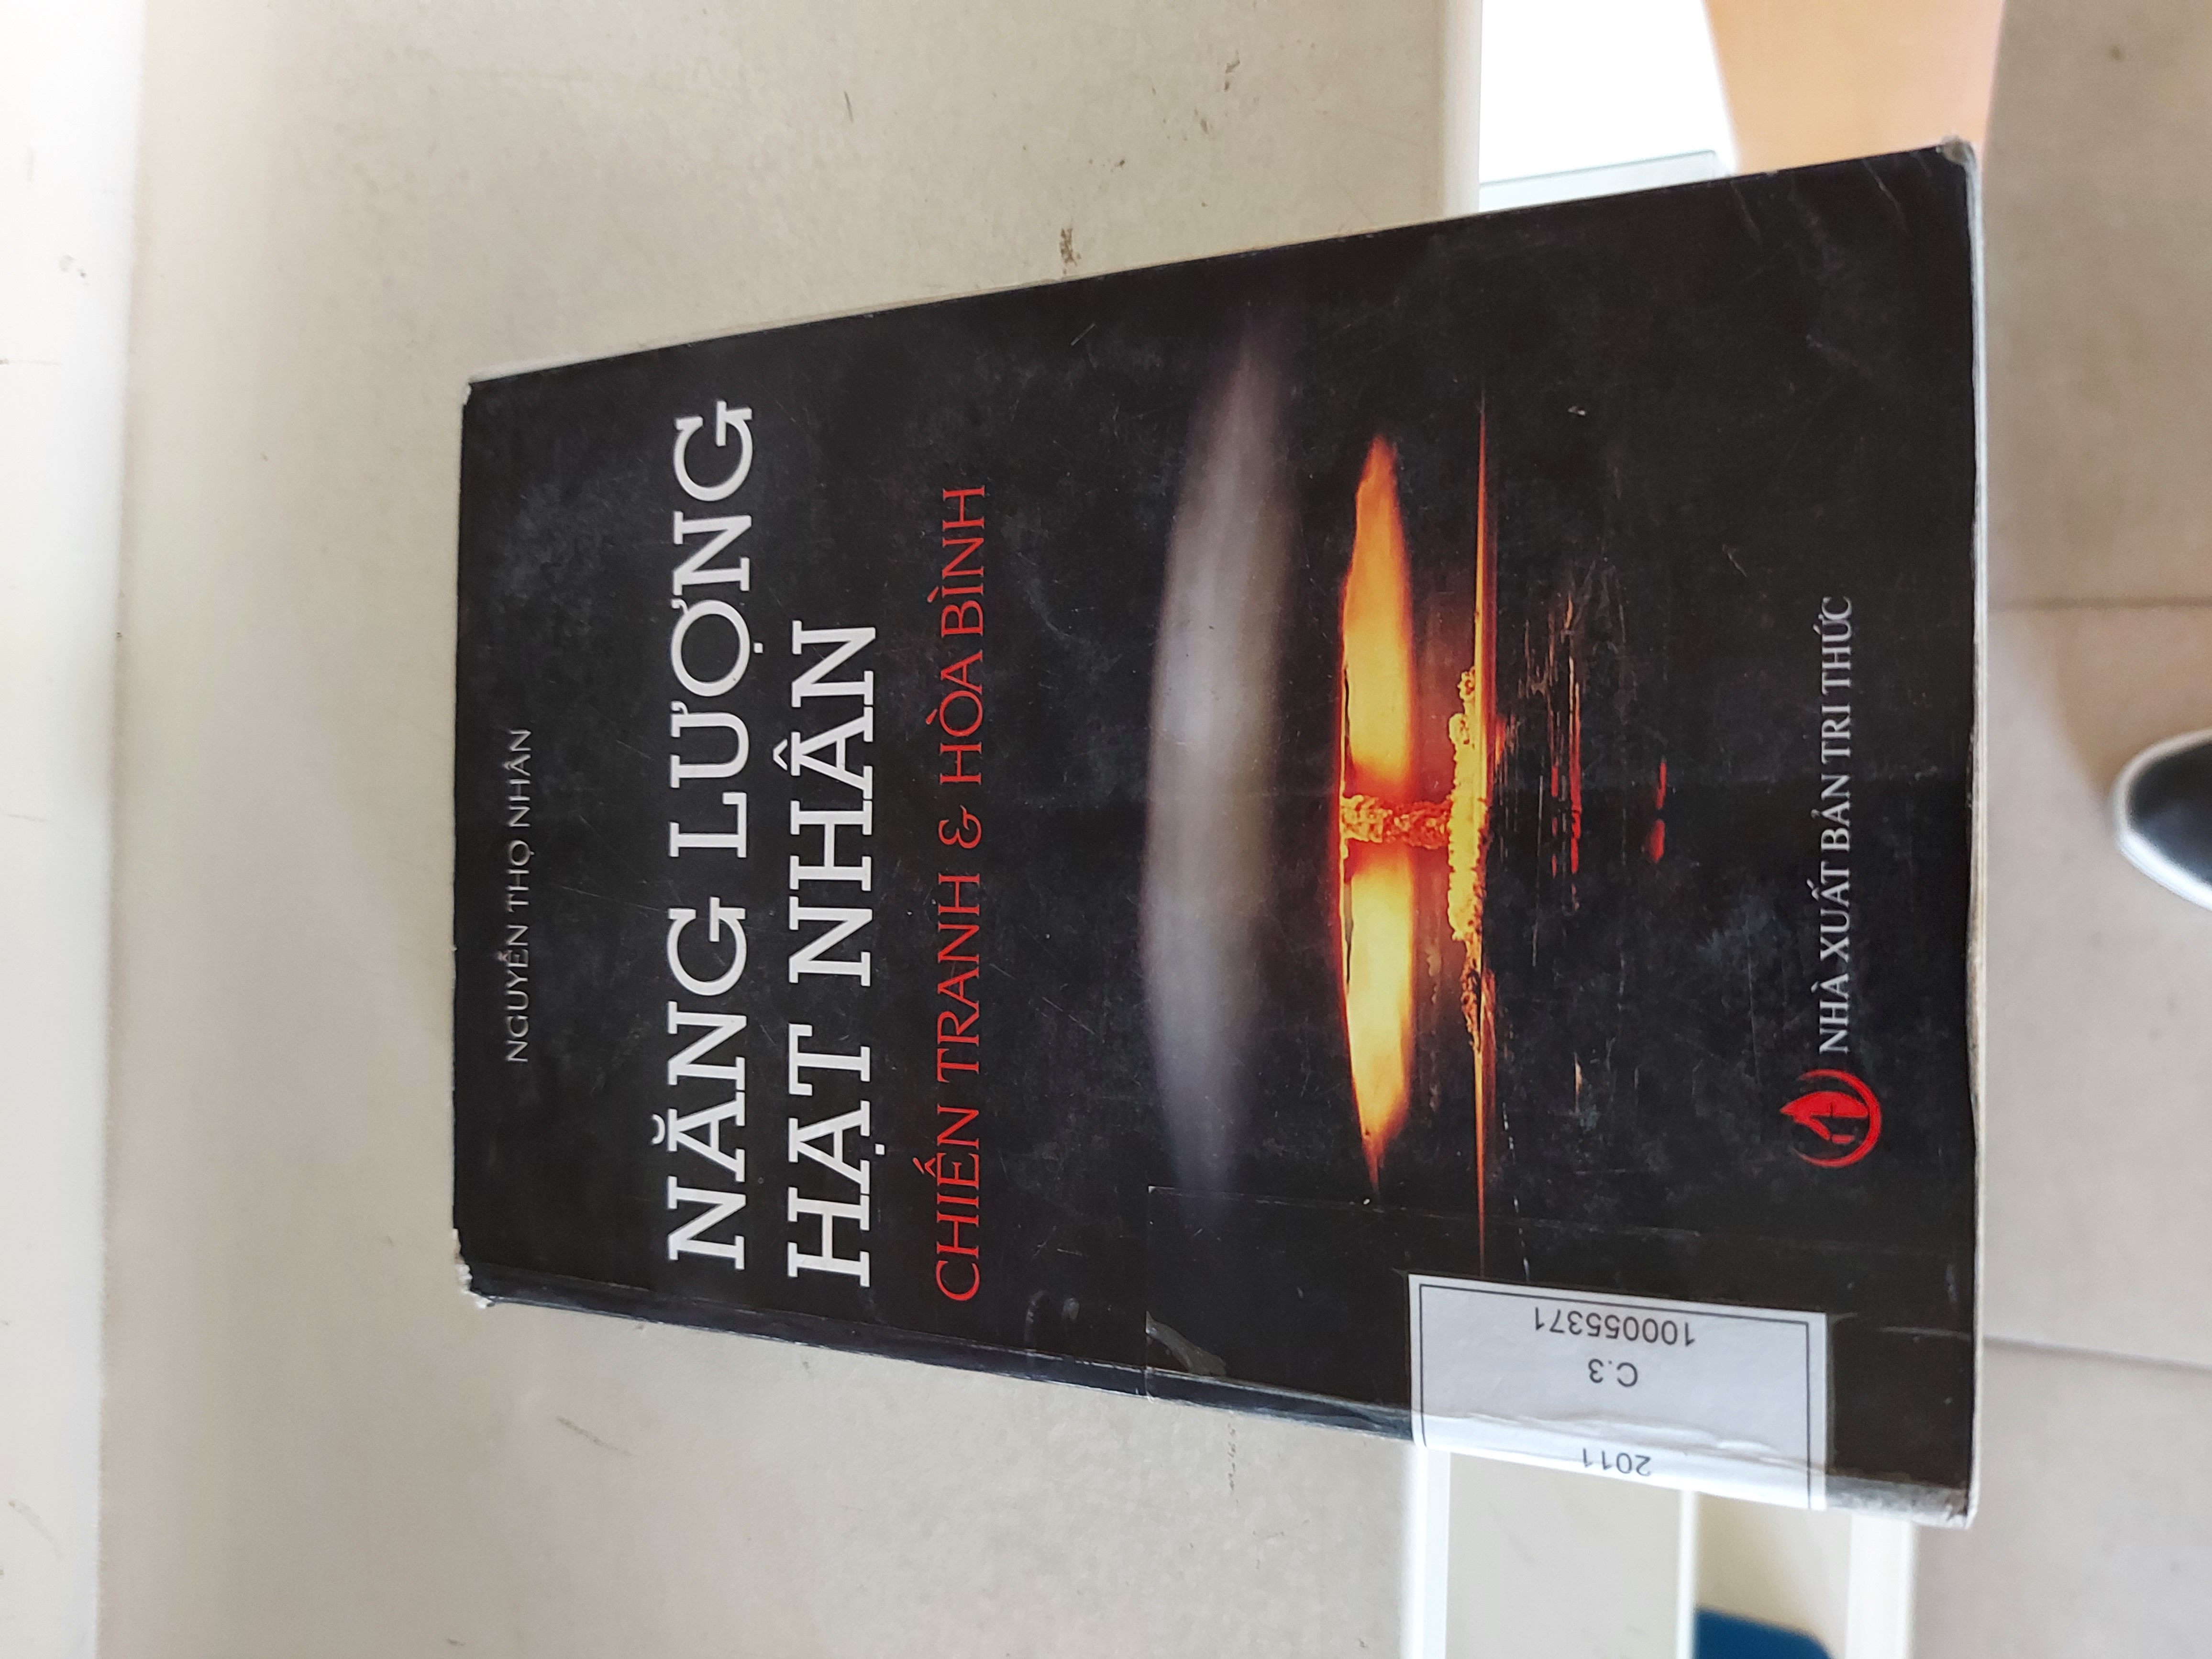 NGUYỄN THỌ NHÂN
NĂNG LƯỢNG
HẠT NHÂN
CHIẾN TRANH & HÒA BÌNH
2011
C.3
100055371
NHÀ XUẤT BẢN TRI THỨC